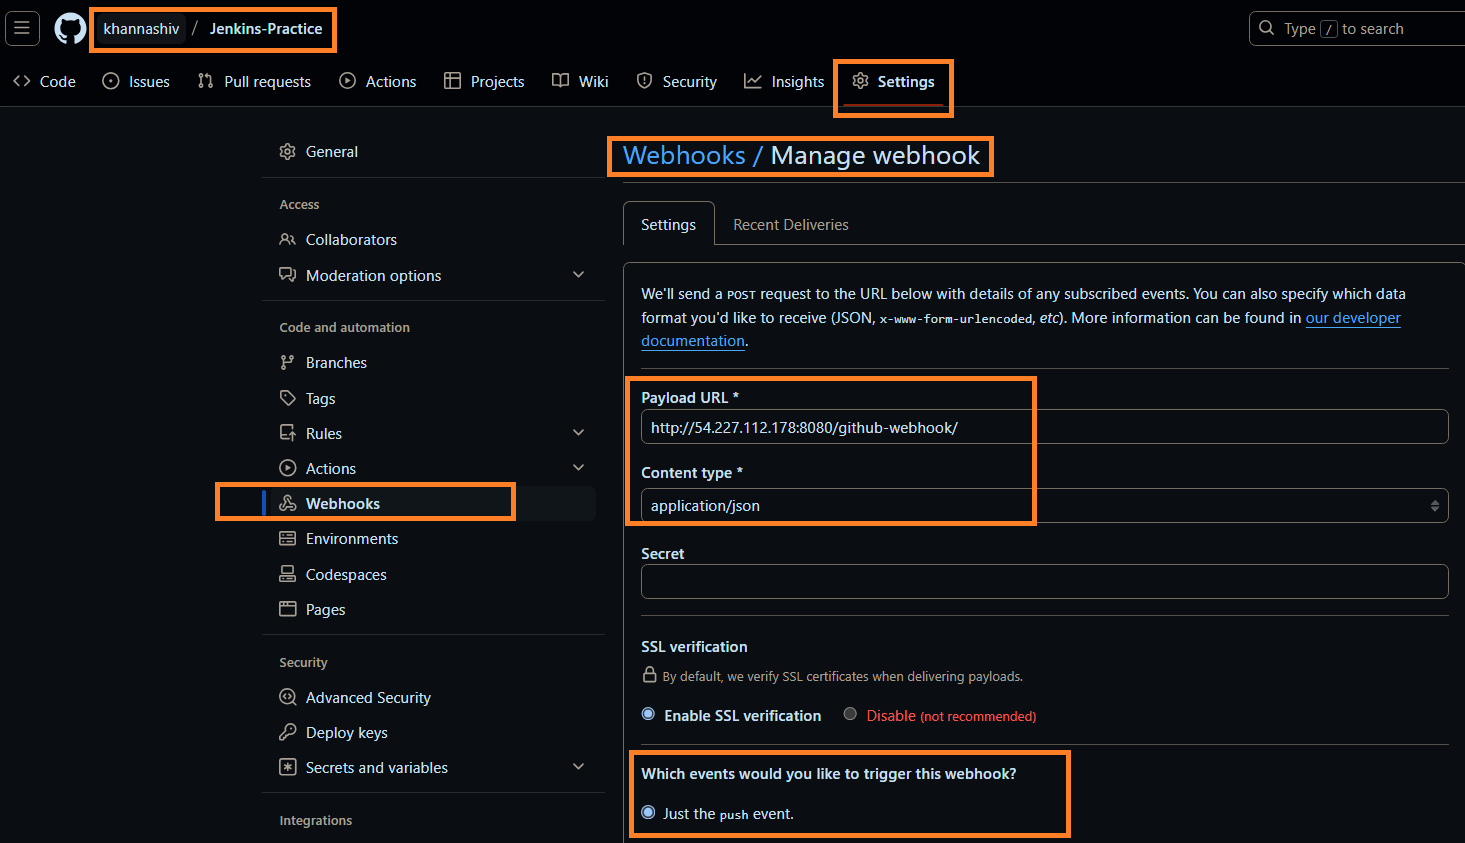 khannashiv / Jenkins-Practice
Type / to search
Code Issues Pull requests Actions Projects Wiki Security Insights Settings
General
Access
Collaborators
Moderation options
Code and automation
Branches
Tags
Rules
Actions
Webhooks
Environments
Codespaces
Pages
Security
Advanced Security
Deploy keys
Secrets and variables
Integrations
Webhooks / Manage webhook
Settings Recent Deliveries
We'll send a POST request to the URL below with details of any subscribed events. You can also specify which data
format you'd like to receive (JSON, x-www-form-urlencoded, etc). More information can be found in our developer
documentation.
Payload URL *
http://54.227.112.178:8080/github-webhook/
Content type *
application/json
Secret
SSL verification
By default, we verify SSL certificates when delivering payloads.
Enable SSL verification Disable (not recommended)
Which events would you like to trigger this webhook?
Just the push event.